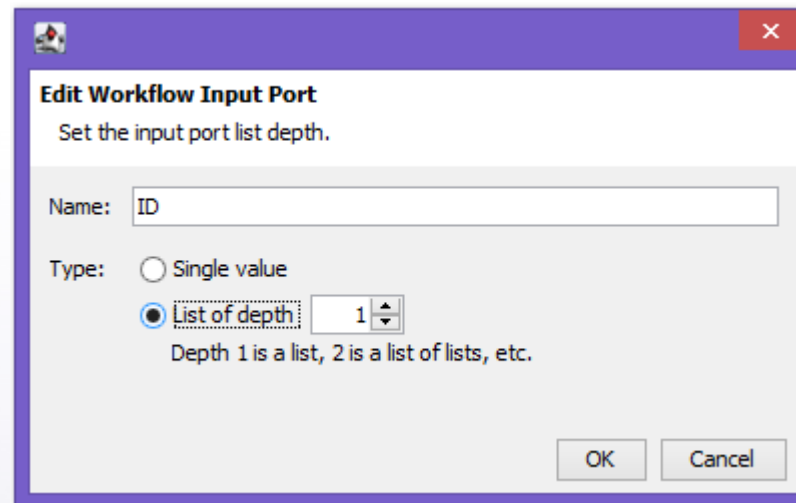 Edit Workflow Input Port
Set the input port list depth.
Name: ID
Type: Single value
List of depth 1
Depth 1 is a list, 2 is a list of lists, etc.
OK Cancel